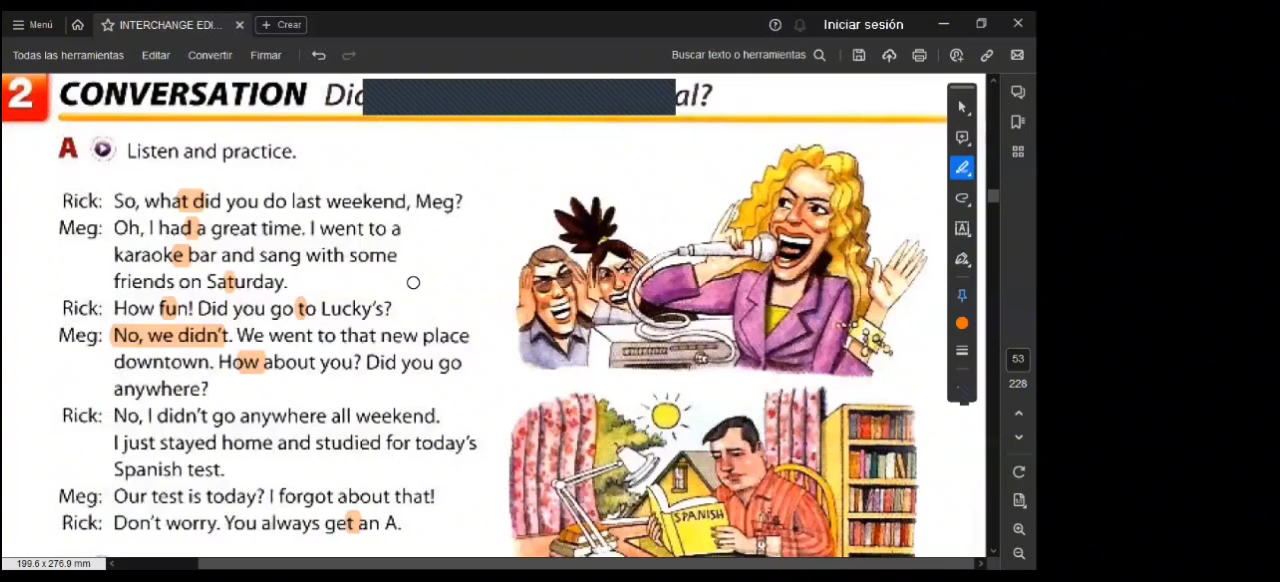 Menú
INTERCHANGE EDI...
Crear
Iniciar sesión
Todas las herramientas
Editar
Convertir
Firmar
Buscar texto o herramientas
2 CONVERSATION
A Listen and practice.
Rick: So, what did you do last weekend, Meg?
Meg: Oh, I had a great time. I went to a
karaoke bar and sang with some
friends on Saturday.
Rick: How fun! Did you go to Lucky's?
Meg: No, we didn't. We went to that new place
downtown. How about you? Did you go
anywhere?
Rick: No, I didn't go anywhere all weekend.
I just stayed home and studied for today's
Spanish test.
Meg: Our test is today? I forgot about that!
Rick: Don't worry. You always get an A.
SPANISH
53
228
199.6 x 276.9 mm